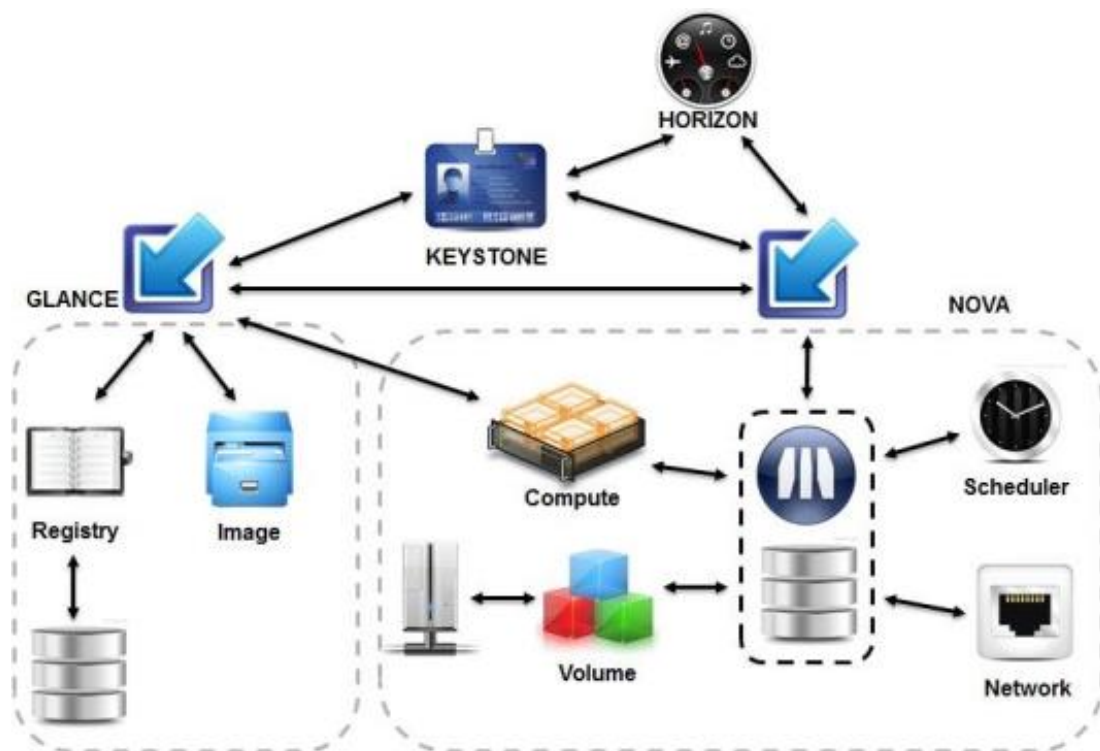 HORIZON
KEYSTONE
GLANCE
NOVA
Compute
Scheduler
Registry
Image
Volume
Network